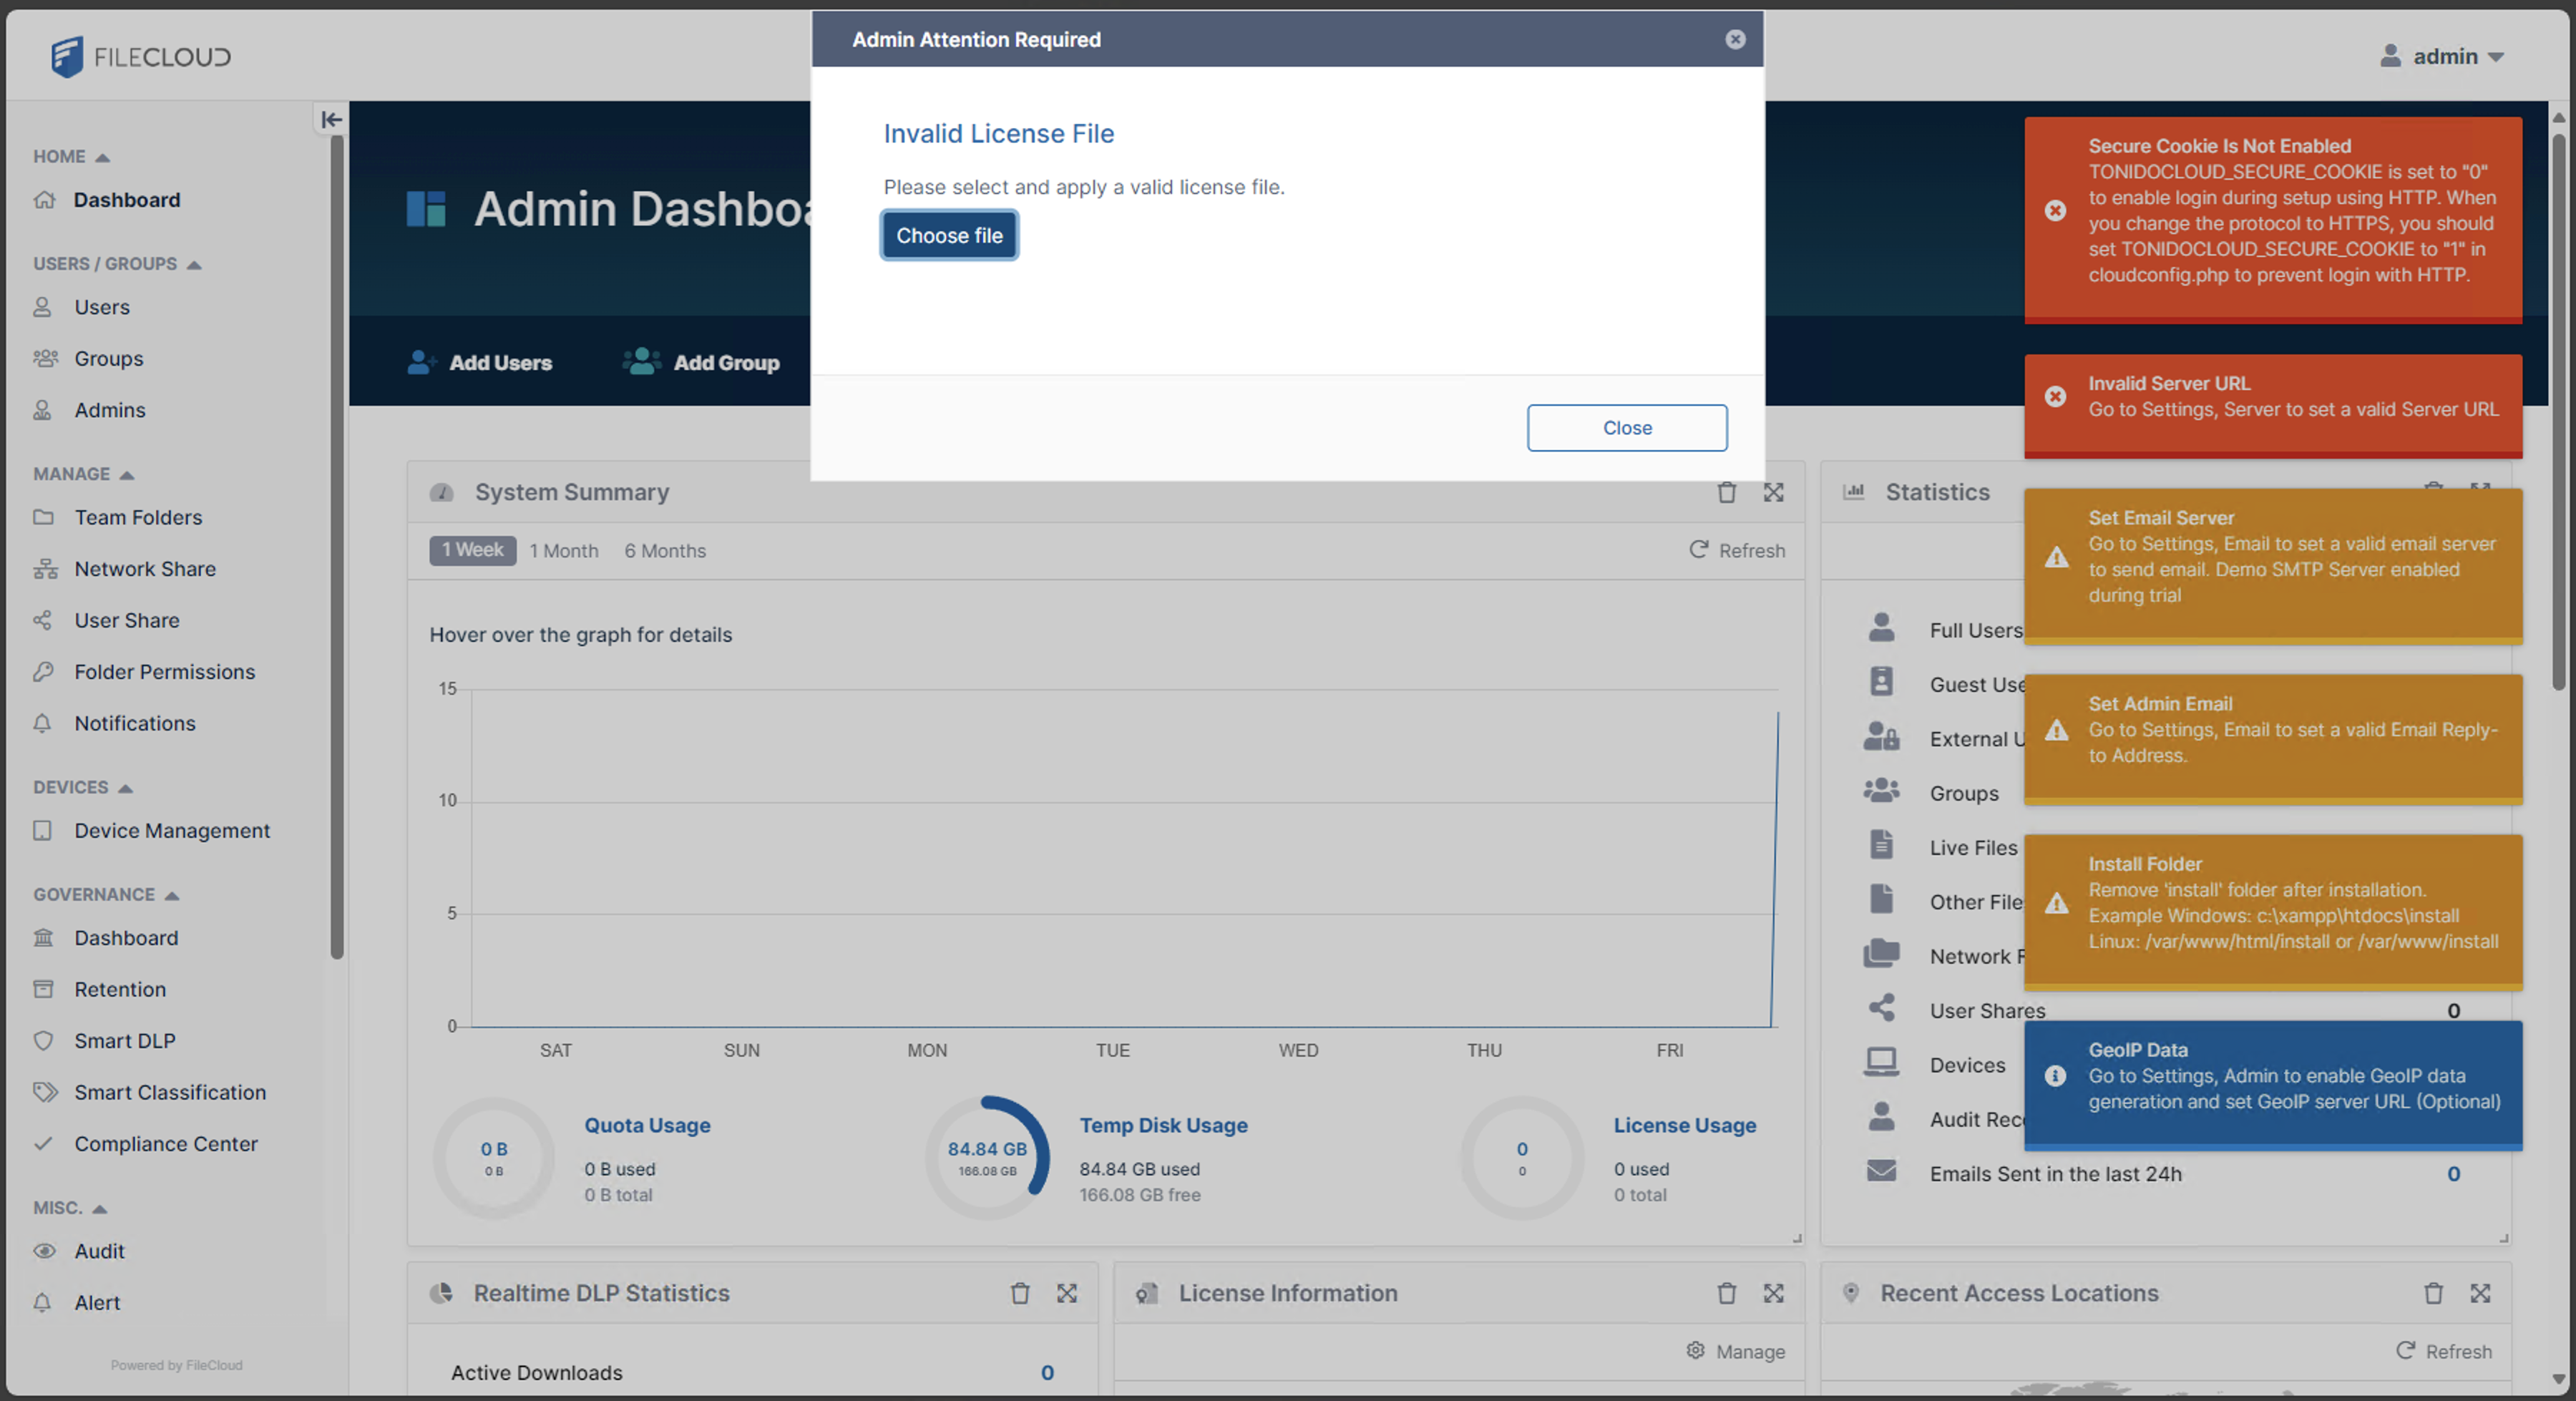 FILECLOUD
admin
Admin Attention Required
Invalid License File
Please select and apply a valid license file.
Choose file
Close
HOME
Dashboard
USERS / GROUPS
Users
Groups
Admins
MANAGE
Team Folders
Network Share
User Share
Folder Permissions
Notifications
DEVICES
Device Management
GOVERNANCE
Dashboard
Retention
Smart DLP
Smart Classification
Compliance Center
MISC.
Audit
Alert
Powered by FileCloud
Admin Dashboa
Add Users
Add Group
System Summary
1 Week
1 Month
6 Months
Refresh
Hover over the graph for details
15
10
5
0
SAT
SUN
MON
TUE
WED
THU
FRI
0 B
0 B
Quota Usage
0 B used
0 B total
84.84 GB
166.08 GB
Temp Disk Usage
84.84 GB used
166.08 GB free
0
0
License Usage
0 used
0 total
Statistics
Full Users
Guest Use
External U
Groups
Live Files
Other File
Network F
User Shares 0
Devices
Audit Rec
Emails Sent in the last 24h 0
Secure Cookie Is Not Enabled
TONIDOCLOUD_SECURE_COOKIE is set to "0"
to enable login during setup using HTTP. When
you change the protocol to HTTPS, you should
set TONIDOCLOUD_SECURE_COOKIE to "1" in
cloudconfig.php to prevent login with HTTP.
Invalid Server URL
Go to Settings, Server to set a valid Server URL
Set Email Server
Go to Settings, Email to set a valid email server
to send email. Demo SMTP Server enabled
during trial
Set Admin Email
Go to Settings, Email to set a valid Email Reply-
to Address.
Install Folder
Remove 'install' folder after installation.
Example Windows: c:\xampp\htdocs\install
Linux: /var/www/html/install or /var/www/install
GeoIP Data
Go to Settings, Admin to enable GeoIP data
generation and set GeoIP server URL (Optional)
Realtime DLP Statistics
Active Downloads 0
License Information
Manage
Recent Access Locations
Refresh